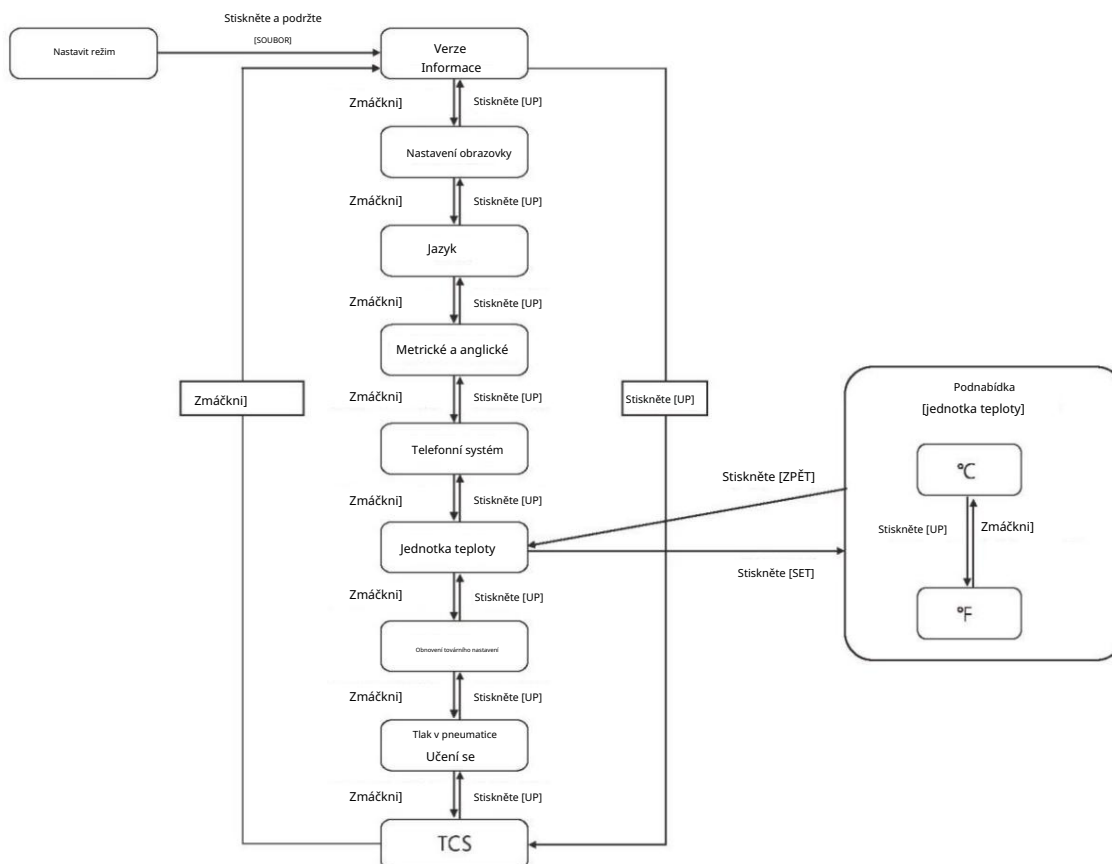 Stiskněte a podržte
[SOUBOR]
Nastavit režim
Verze
Informace
Zmáčkni]
Stiskněte [UP]
Nastavení obrazovky
Zmáčkni]
Stiskněte [UP]
Jazyk
Zmáčkni]
Stiskněte [UP]
Metrické a anglické
Zmáčkni]
Stiskněte [UP]
Zmáčkni]
Stiskněte [UP]
Telefonní systém
Zmáčkni]
Stiskněte [UP]
Jednotka teploty
Zmáčkni]
Stiskněte [UP]
Obnovení továrního nastavení
Zmáčkni]
Stiskněte [UP]
Tlak v pneumatice
Učení se
Zmáčkni]
Stiskněte [UP]
TCS
Stiskněte [ZPĚT]
Stiskněte [SET]
Podnabídka
[jednotka teploty]
°C
Stiskněte [UP]
Zmáčkni]
°F